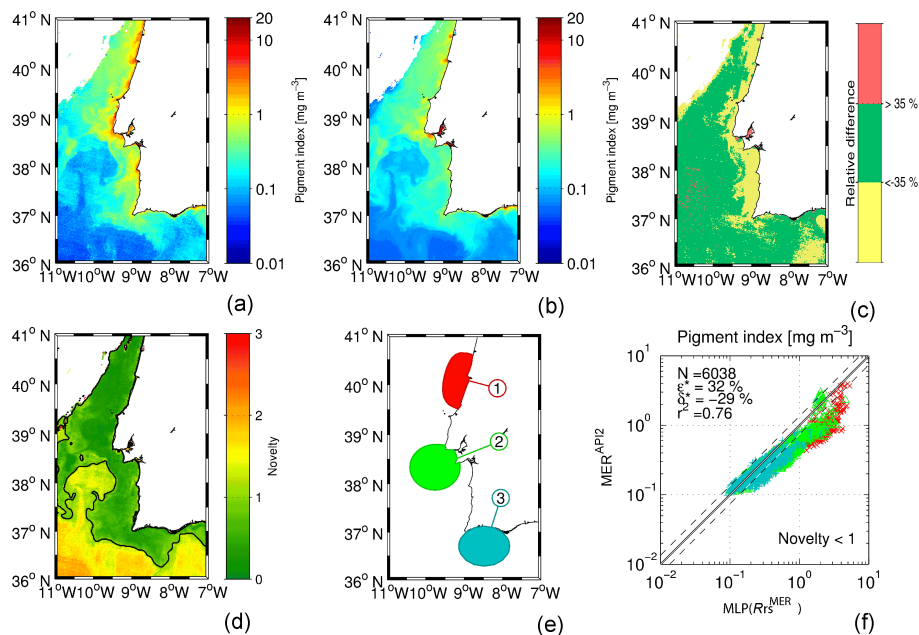 41° N
40° N
39° N
38° N
37° N
36° N
11°W10°W 9°W 8°W 7°W
20
10
1
0.1
0.01
Pigment index [mg m⁻³]
(a)
41° N
40° N
39° N
38° N
37° N
36° N
11°W10°W 9°W 8°W 7°W
20
10
1
0.1
0.01
Pigment index [mg m⁻³]
(b)
41° N
40° N
39° N
38° N
37° N
36° N
11°W10°W 9°W 8°W 7°W
> 35 %
<-35 %
Relative difference
(c)
41° N
40° N
39° N
38° N
37° N
36° N
11°W10°W 9°W 8°W 7°W
3
2
1
0
Novelty
(d)
41° N
40° N
39° N
38° N
37° N
36° N
11°W10°W 9°W 8°W 7°W
1
2
3
(e)
Pigment index [mg m⁻³]
N =6038
= 32 %
= −29 %
=0.76
Novelty < 1
10¹
10⁰
10⁻¹
10⁻²
MER^API2
10⁻² 10⁻¹ 10⁰ 10¹
MLP(Rrs^MER)
(f)